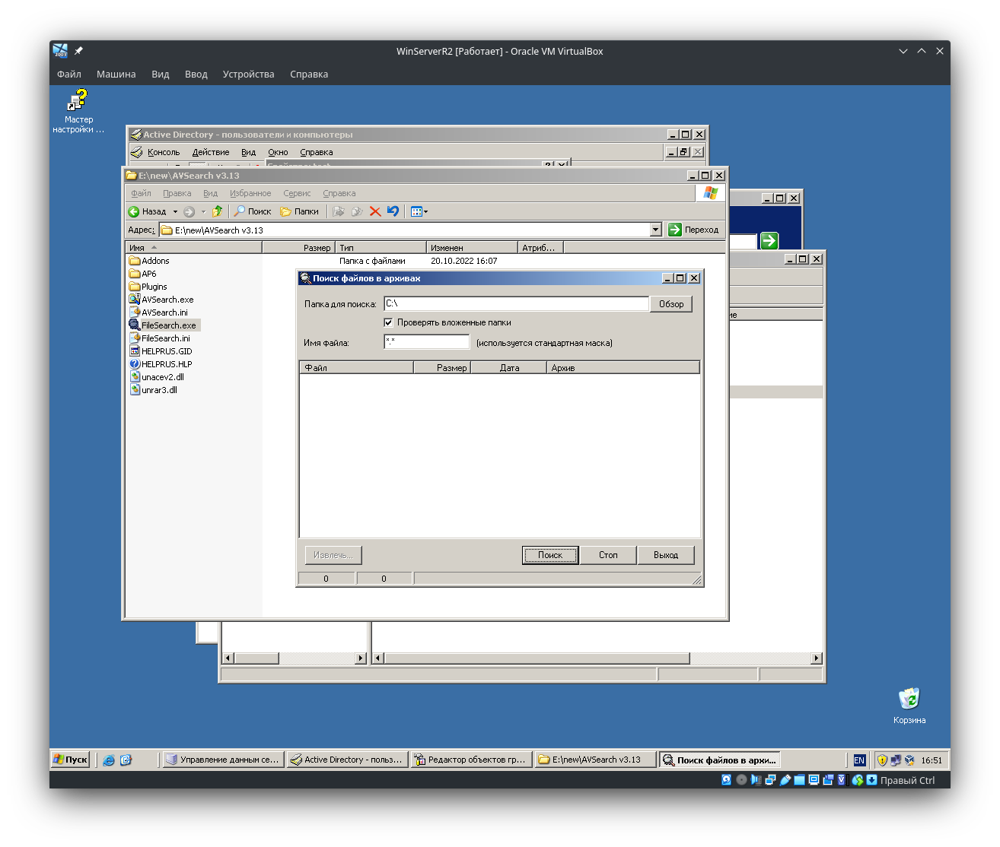 WinServerR2 [Работает] - Oracle VM VirtualBox
Файл Машина Вид Ввод Устройства Справка
Мастер
настройки ...
Active Directory - пользователи и компьютеры
Консоль Действие Вид Окно Справка
E:\new\AVSearch v3.13
Файл Правка Вид Избранное Сервис Справка
Назад Поиск Папки
Адрес: E:\new\AVSearch v3.13 Переход
Имя Размер Тип Изменен Атриб...
Addons Папка с файлами 20.10.2022 16:07
AP6
Plugins
AVSearch.exe
AVSearch.ini
FileSearch.exe
FileSearch.ini
HELPRUS.GID
HELPRUS.HLP
unacev2.dll
unrar3.dll
Поиск файлов в архивах
Папка для поиска: C:\ Обзор
Проверять вложенные папки
Имя Файла: *.* (используется стандартная маска)
Файл Размер Дата Архив
Извлечь... Поиск Стоп Выход
0 0
Корзина
Пуск Управление данным се... Active Directory - польз... Редактор объектов гр... E:\new\AVSearch v3.13 Поиск файлов в архи... EN 16:51
Правый Ctrl